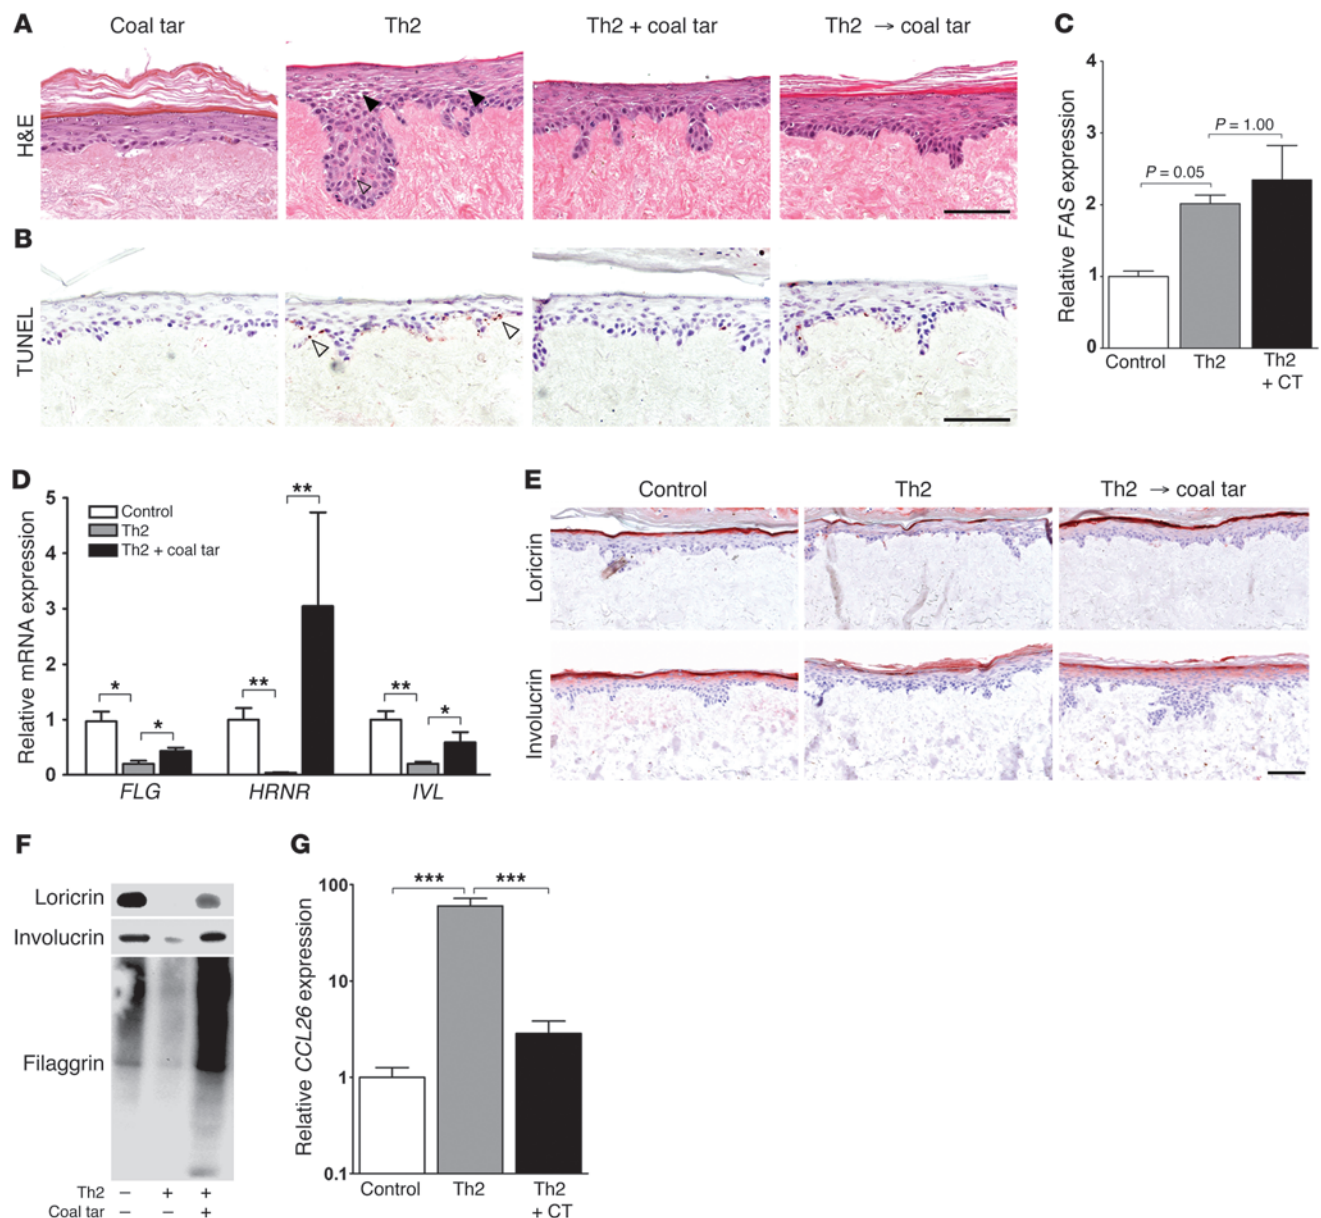 A
Coal tar
Th2
Th2 + coal tar
Th2 → coal tar
H&E
B
TUNEL
C
Relative FAS expression
4
3
2
1
0
P = 0.05
P = 1.00
Control
Th2
Th2
+ CT
D
Relative mRNA expression
5
4
3
2
1
0
Control
Th2
Th2 + coal tar
*
*
**
**
**
*
FLG
HRNR
IVL
E
Control
Th2
Th2 → coal tar
Loricrin
Involucrin
F
Loricrin
Involucrin
Filaggrin
Th2 – + +
Coal tar – – +
G
Relative CCL26 expression
100
10
1
0.1
***
***
Control
Th2
Th2
+ CT